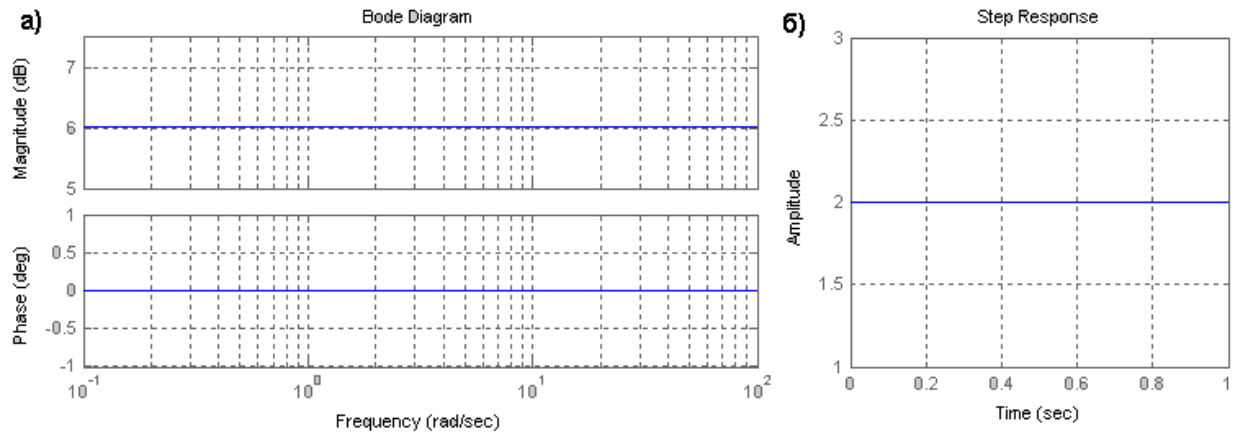 а)
Bode Diagram
Magnitude (dB)
7
6
5
Phase (deg)
1
0.5
0
-0.5
-1
10^-1
10^0
10^1
10^2
Frequency (rad/sec)
б)
Step Response
Amplitude
3
2.5
2
1.5
1
0
0.2
0.4
0.6
0.8
1
Time (sec)